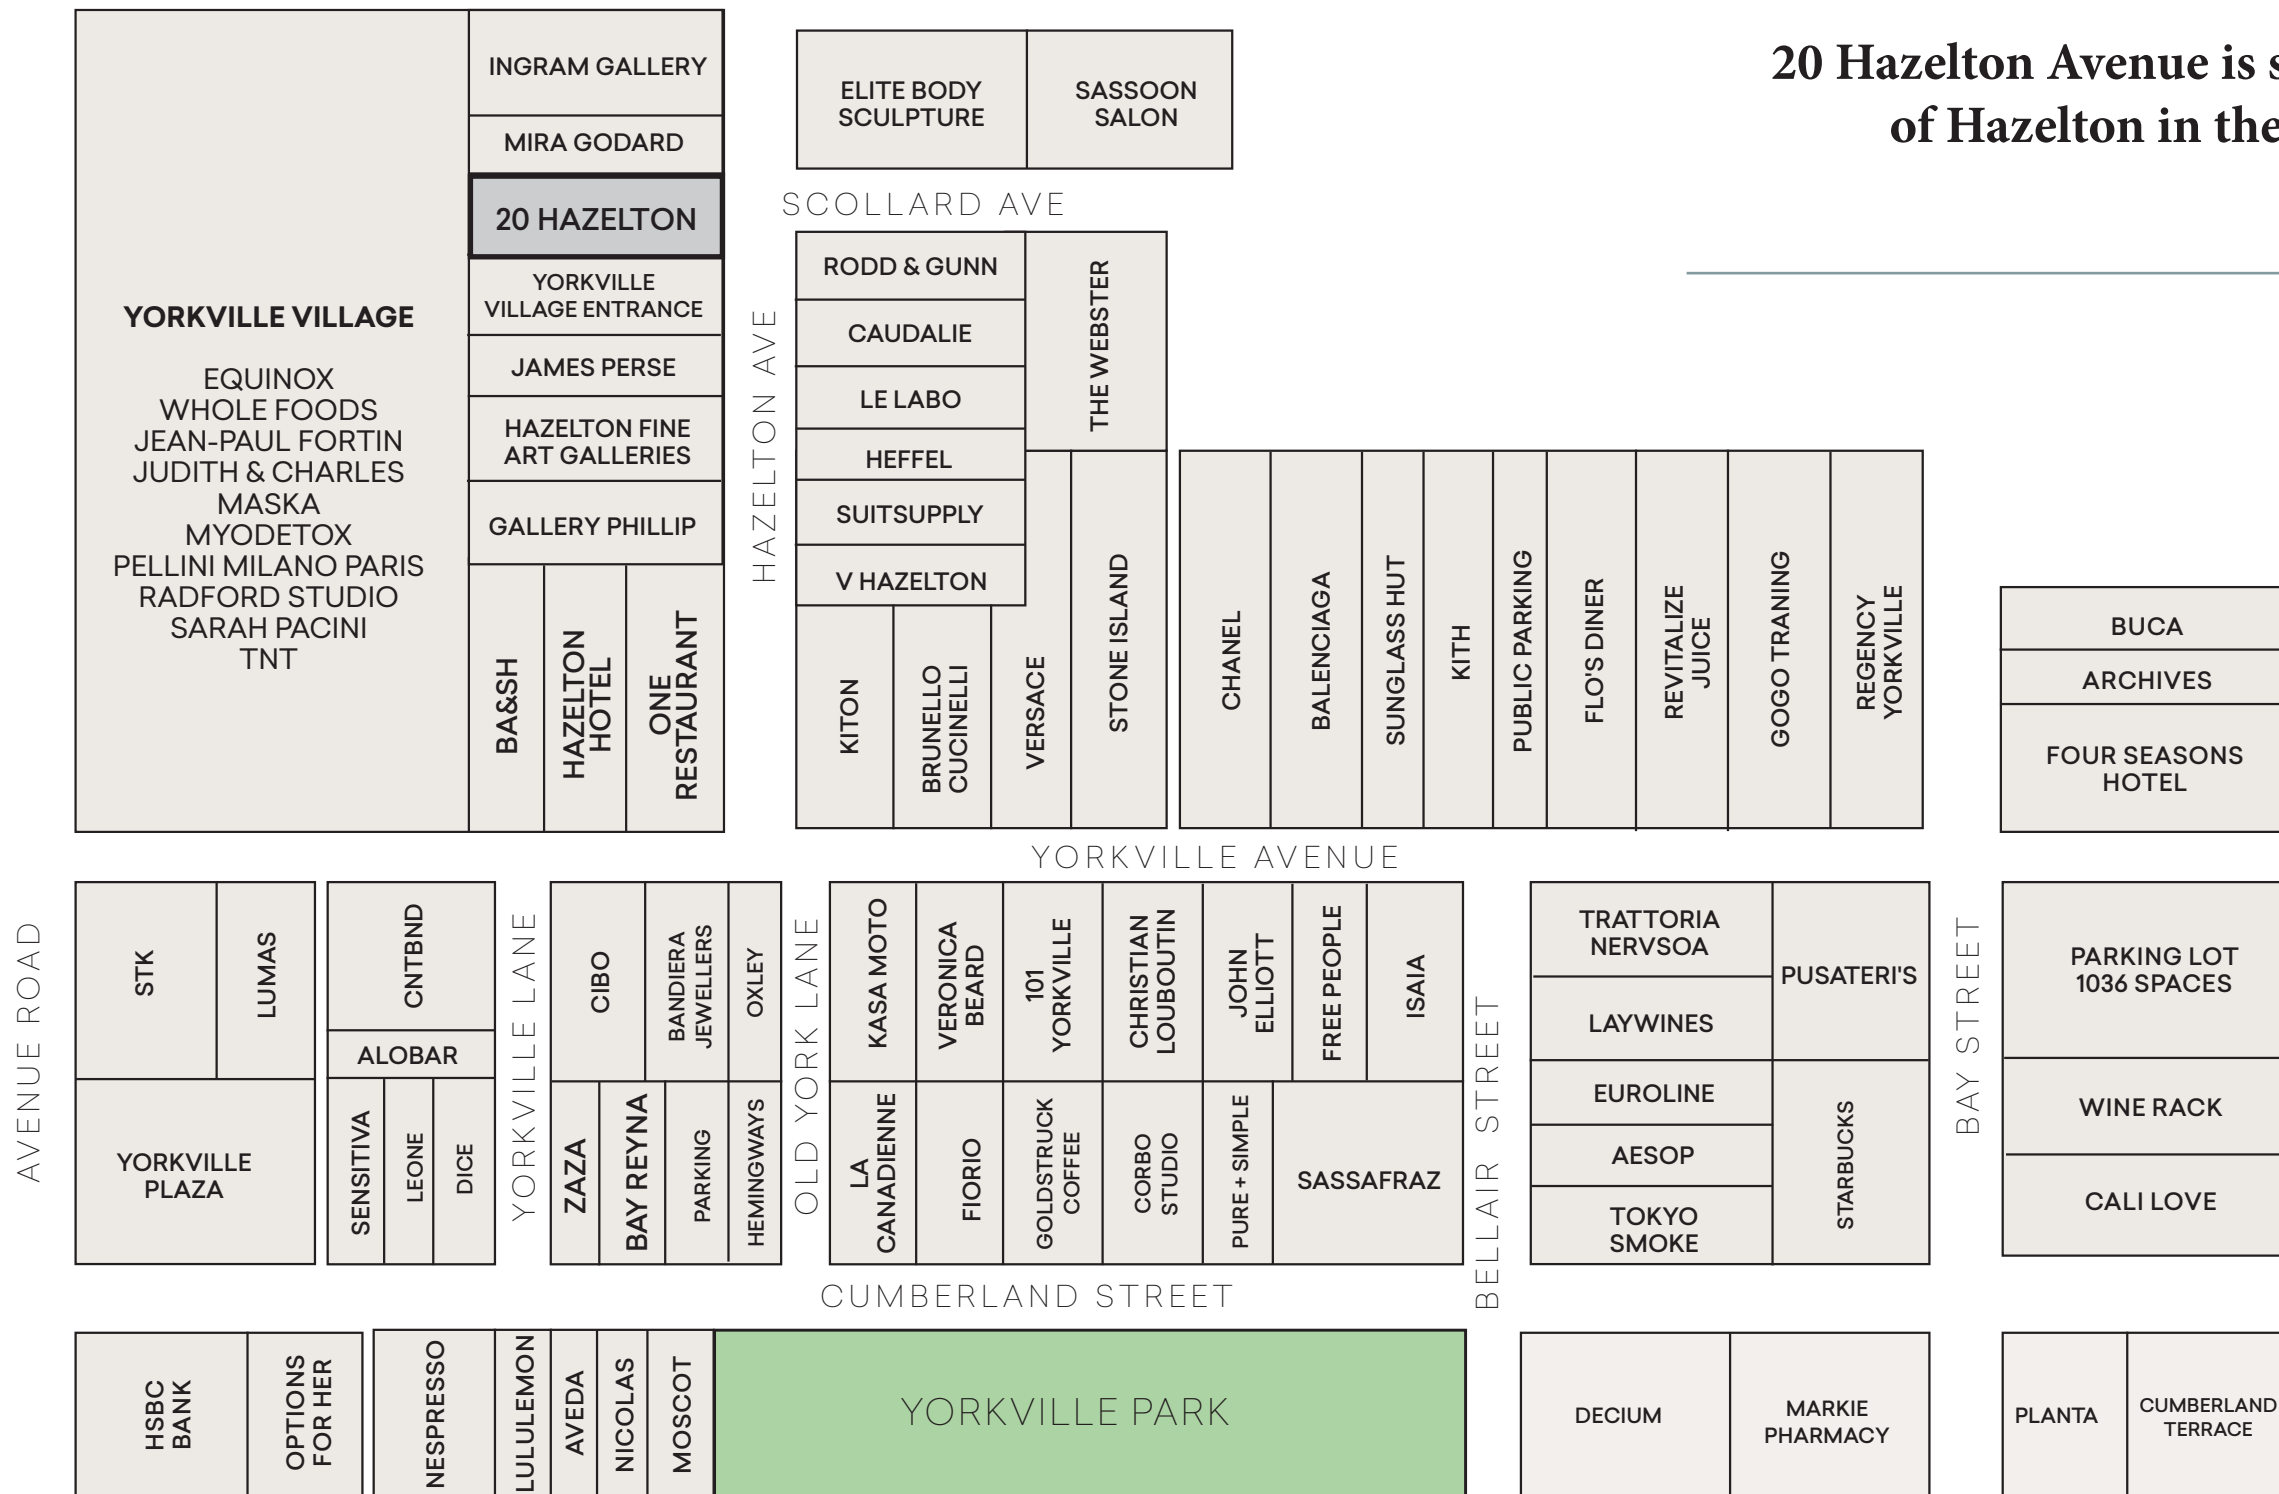 20 Hazelton Avenue is s
of Hazelton in the
INGRAM GALLERY
MIRA GODARD
20 HAZELTON
YORKVILLE
VILLAGE ENTRANCE
JAMES PERSE
HAZELTON FINE
ART GALLERIES
GALLERY PHILLIP
YORKVILLE VILLAGE
EQUINOX
WHOLE FOODS
JEAN-PAUL FORTIN
JUDITH & CHARLES
MASKA
MYODETOX
PELLINI MILANO PARIS
RADFORD STUDIO
SARAH PACINI
TNT
BA&SH
HAZELTON
HOTEL
ONE
RESTAURANT
HAZELTON AVE
ELITE BODY
SCULPTURE
SASSOON
SALON
SCOLLARD AVE
RODD & GUNN
CAUDALIE
LE LABO
HEFFEL
SUITSUPPLY
V HAZELTON
THE WEBSTER
KITON
BRUNELLO
CUCINELLI
VERSACE
STONE ISLAND
CHANEL
BALENCIAGA
SUNGLASS HUT
KITH
PUBLIC PARKING
FLO'S DINER
REVITALIZE
JUICE
GOGO TRANING
REGENCY
YORKVILLE
BUCA
ARCHIVES
FOUR SEASONS
HOTEL
YORKVILLE AVENUE
AVENUE ROAD
STK
LUMAS
YORKVILLE
PLAZA
CNTBND
ALOBAR
SENSITIVA
LEONE
DICE
YORKVILLE LANE
CIBO
BANDIERA
JEWELLERS
OXLEY
ZAZA
BAY REYNA
PARKING
HEMINGWAYS
OLD YORK LANE
KASA MOTO
VERONICA
BEARD
101
YORKVILLE
CHRISTIAN
LOUBOUTIN
JOHN
ELLIOTT
FREE PEOPLE
ISAIA
LA
CANADIENNE
FIORIO
GOLDSTRUCK
COFFEE
CORBO
STUDIO
PURE + SIMPLE
SASSAFRAZ
BELLAIR STREET
TRATTORIA
NERVSOA
LAYWINES
PUSATERI'S
EUROLINE
AESOP
TOKYO
SMOKE
STARBUCKS
BAY STREET
PARKING LOT
1036 SPACES
WINE RACK
CALI LOVE
CUMBERLAND STREET
HSBC
BANK
OPTIONS
FOR HER
NESPRESSO
LULULEMON
AVEDA
NICOLAS
MOSCOT
YORKVILLE PARK
DECIUM
MARKIE
PHARMACY
PLANTA
CUMBERLAND
TERRACE